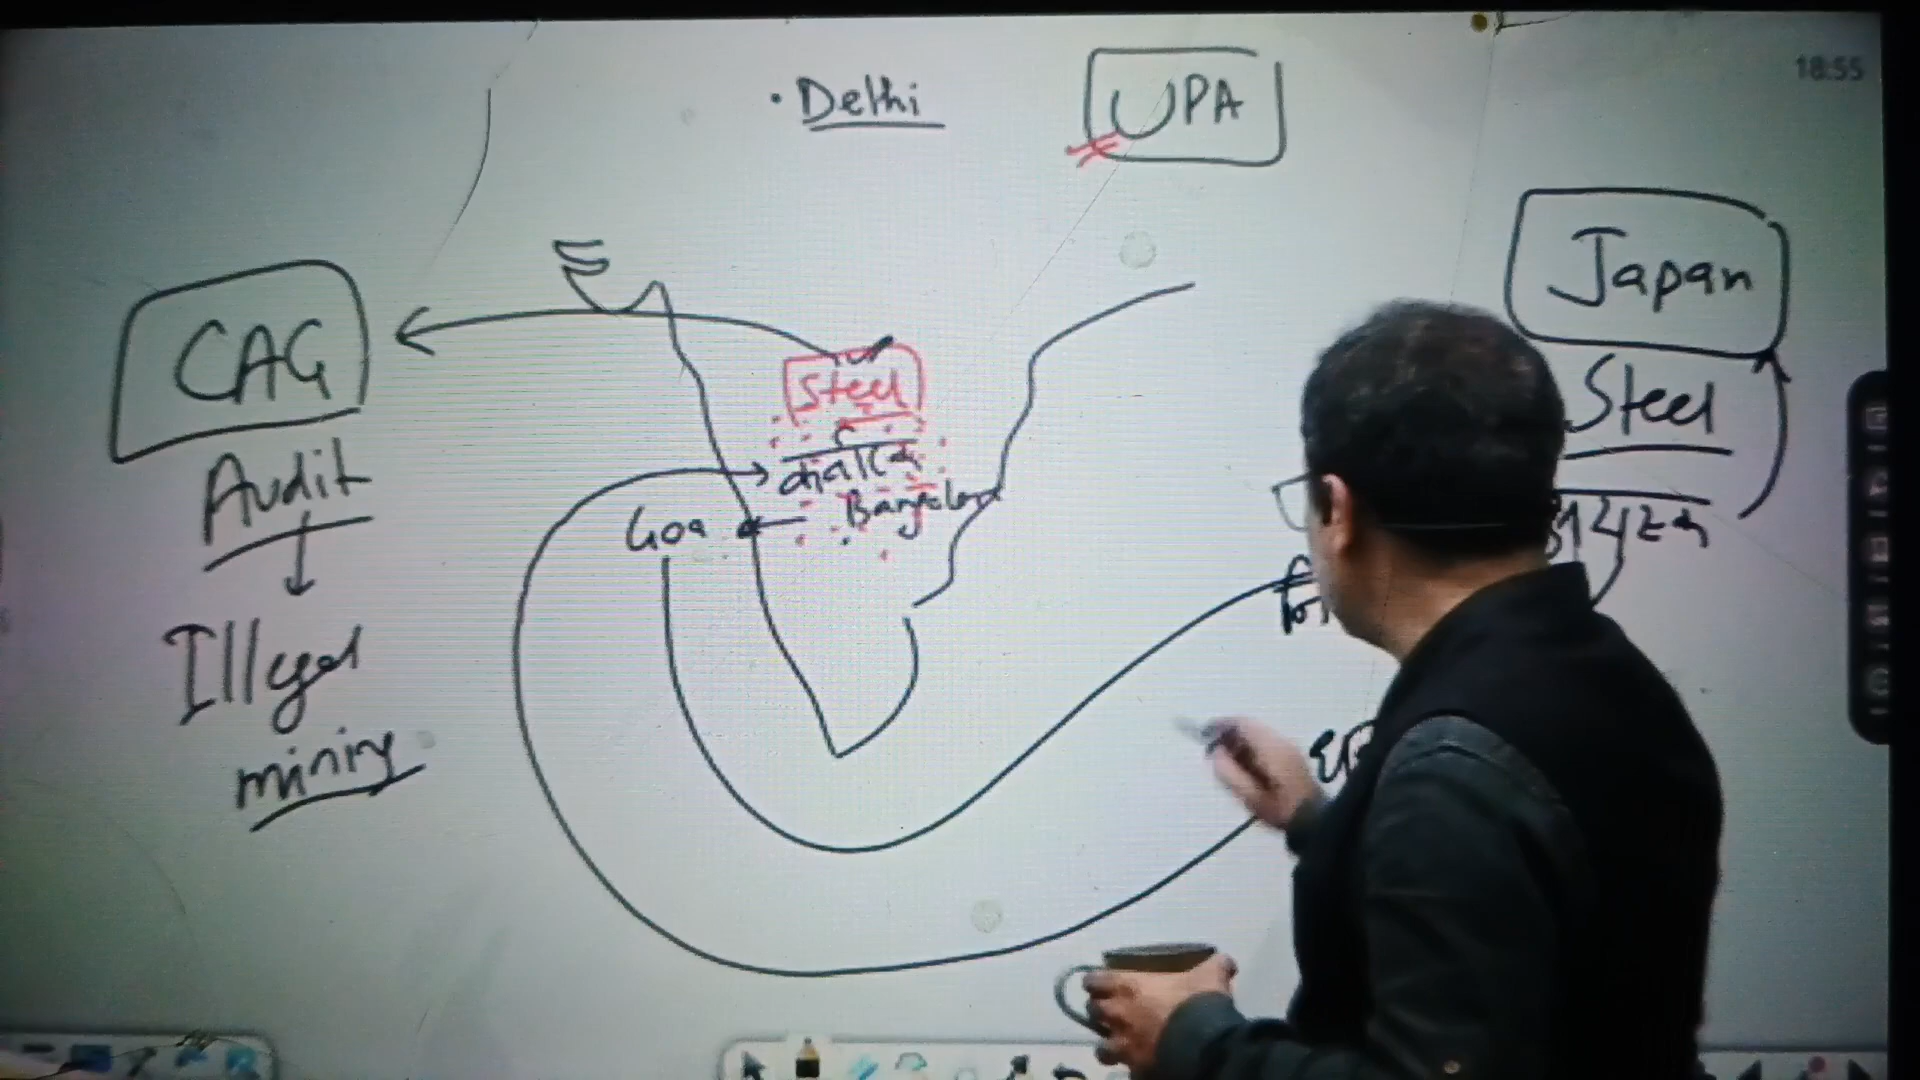 18:55
Delhi
UPA
Japan
CAG
Steel
Steel
Audit
Bangalore
Goa
Illegal
mining